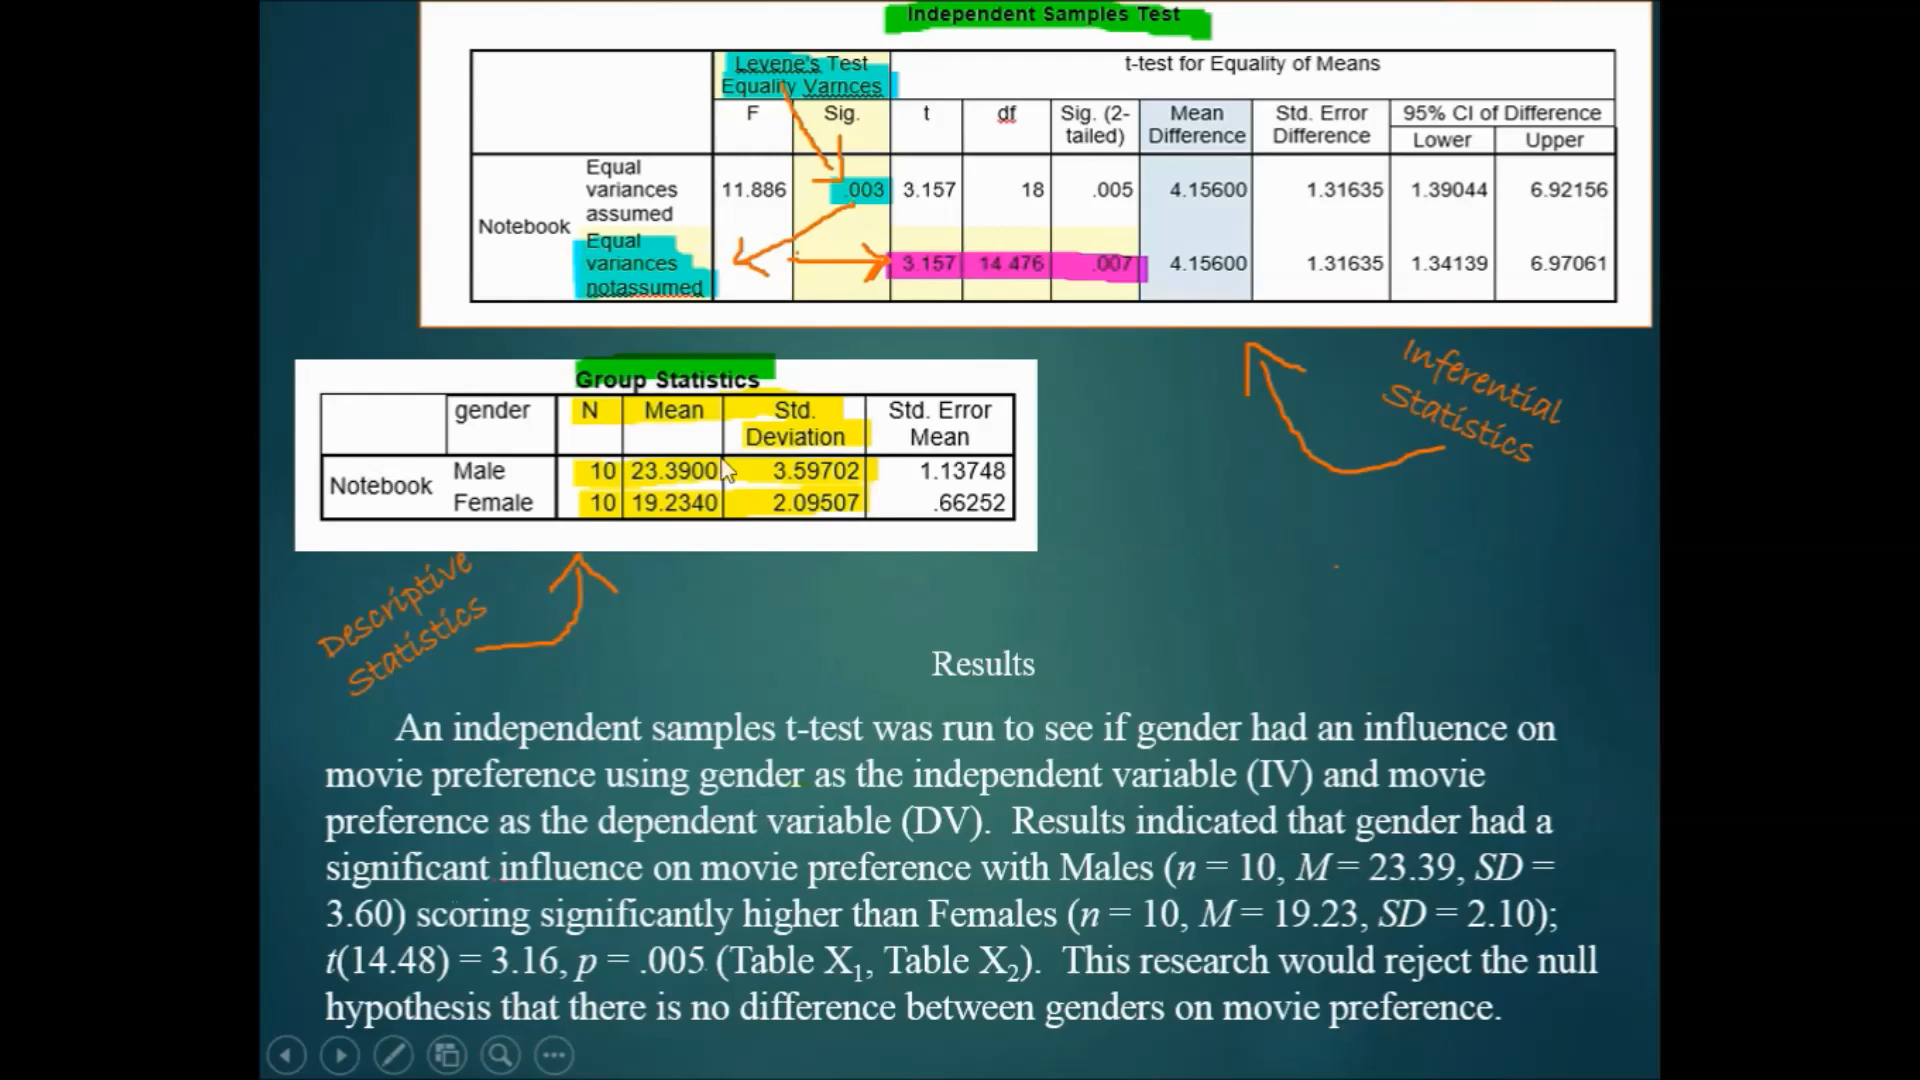 Independent Samples Test
Levene's Test t-test for Equality of Means
Equality Varnces
F Sig. t df Sig. (2- Mean Std. Error 95% CI of Difference
tailed) Difference Difference Lower Upper
Equal
variances 11.886 .003 3.157 18 .005 4.15600 1.31635 1.39044 6.92156
assumed
Notebook
Equal
variances 3.157 14.476 .007 4.15600 1.31635 1.34139 6.97061
notassumed
Inferential
Statistics
Group Statistics
gender N Mean Std. Std. Error
Deviation Mean
Notebook Male 10 23.3900 3.59702 1.13748
Female 10 19.2340 2.09507 .66252
Descriptive
Statistics
Results
An independent samples t-test was run to see if gender had an influence on
movie preference using gender as the independent variable (IV) and movie
preference as the dependent variable (DV). Results indicated that gender had a
significant influence on movie preference with Males (n = 10, M = 23.39, SD =
3.60) scoring significantly higher than Females (n = 10, M = 19.23, SD = 2.10);
t(14.48) = 3.16, p = .005 (Table X1, Table X2). This research would reject the null
hypothesis that there is no difference between genders on movie preference.